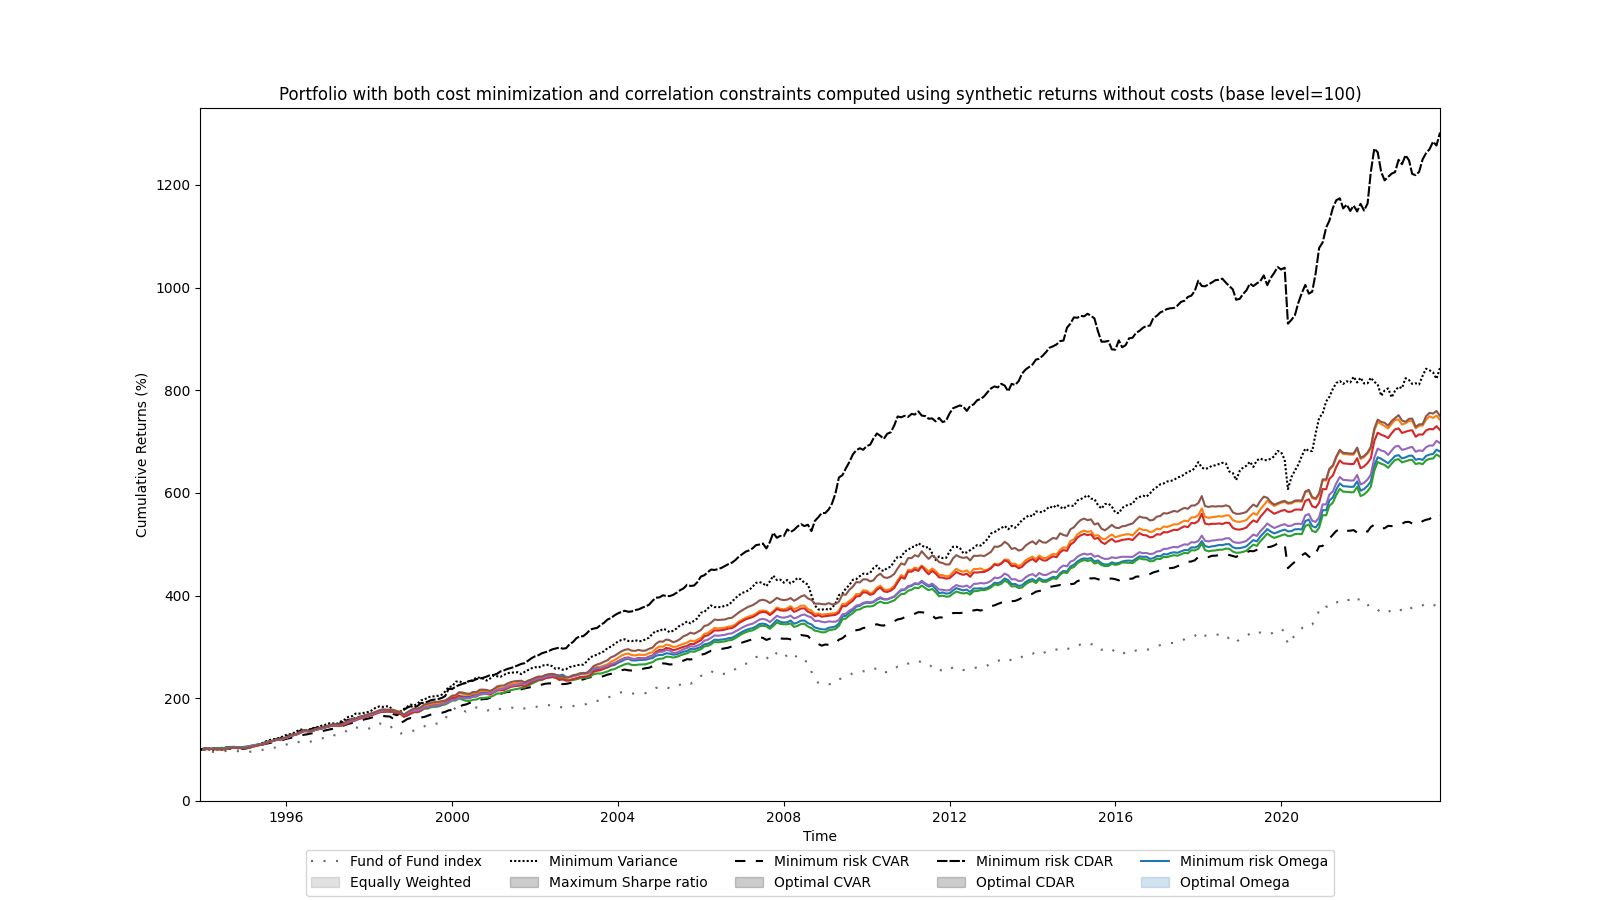 Portfolio with both cost minimization and correlation constraints computed using synthetic returns without costs (base level=100)
Cumulative Returns (%)
1200
1000
800
600
400
200
0
1996 2000 2004 2008 2012 2016 2020
Time
Fund of Fund index Minimum Variance Minimum risk CVAR Minimum risk CDAR Minimum risk Omega
Equally Weighted Maximum Sharpe ratio Optimal CVAR Optimal CDAR Optimal Omega